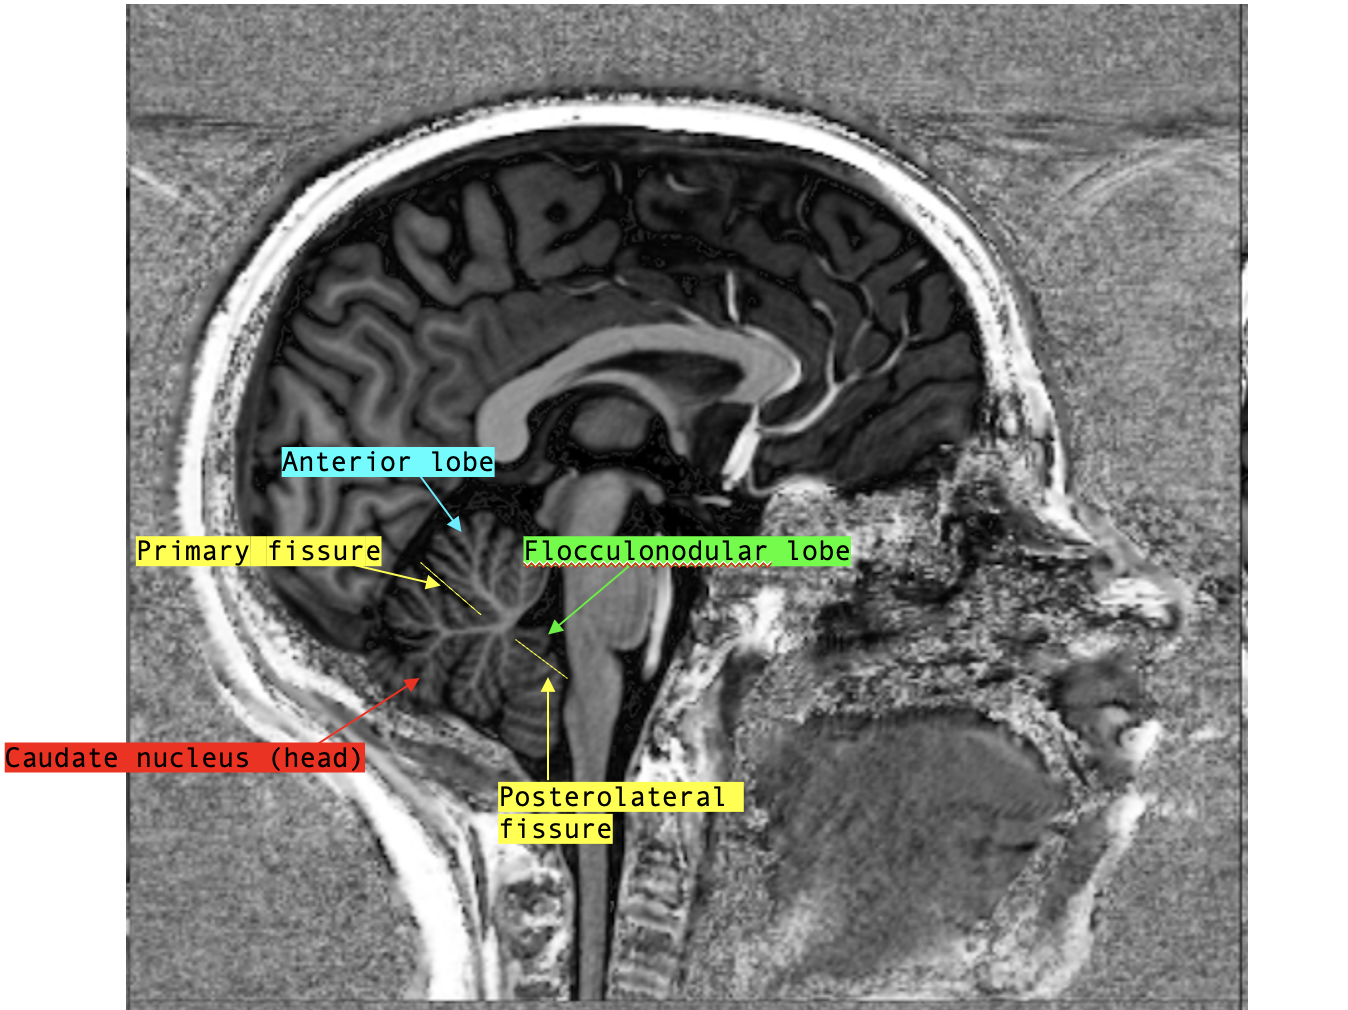 Anterior lobe
Primary fissure
Flocculonodular lobe
Caudate nucleus (head)
Posterolateral
fissure